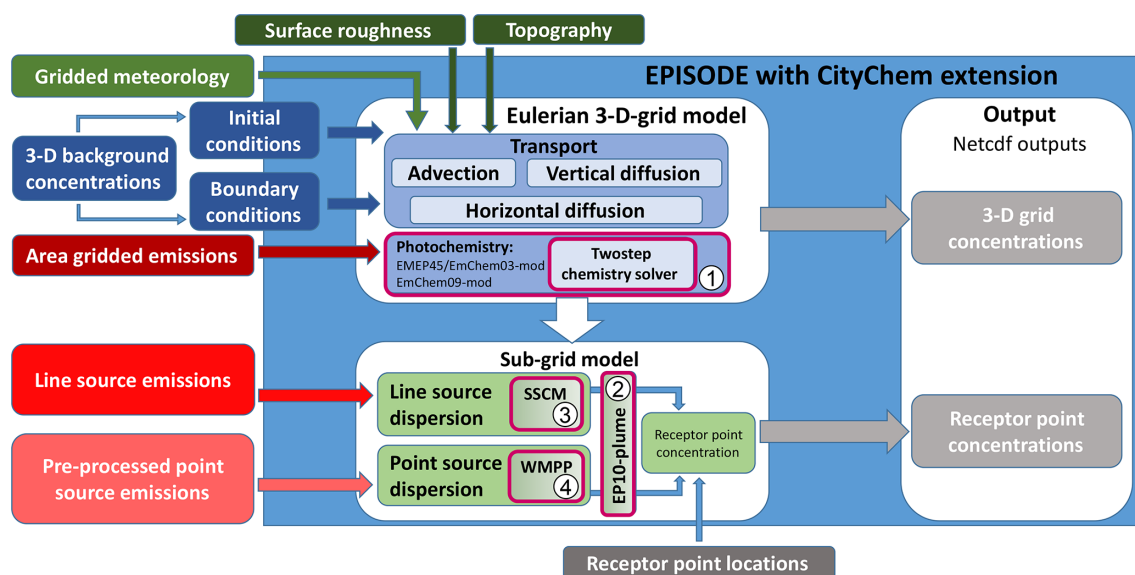 Surface roughness
Topography
Gridded meteorology
EPISODE with CityChem extension
3-D background
concentrations
Initial
conditions
Boundary
conditions
Area gridded emissions
Eulerian 3-D-grid model
Transport
Advection
Vertical diffusion
Horizontal diffusion
Photochemistry:
EMEP45/EmChem03-mod
EmChem09-mod
Twostep
chemistry solver
1
Output
Netcdf outputs
3-D grid
concentrations
Line source emissions
Pre-processed point
source emissions
Sub-grid model
Line source
dispersion
SSCM
3
2
EP10-plume
Point source
dispersion
WMPP
4
Receptor point
concentration
Receptor point
concentrations
Receptor point locations